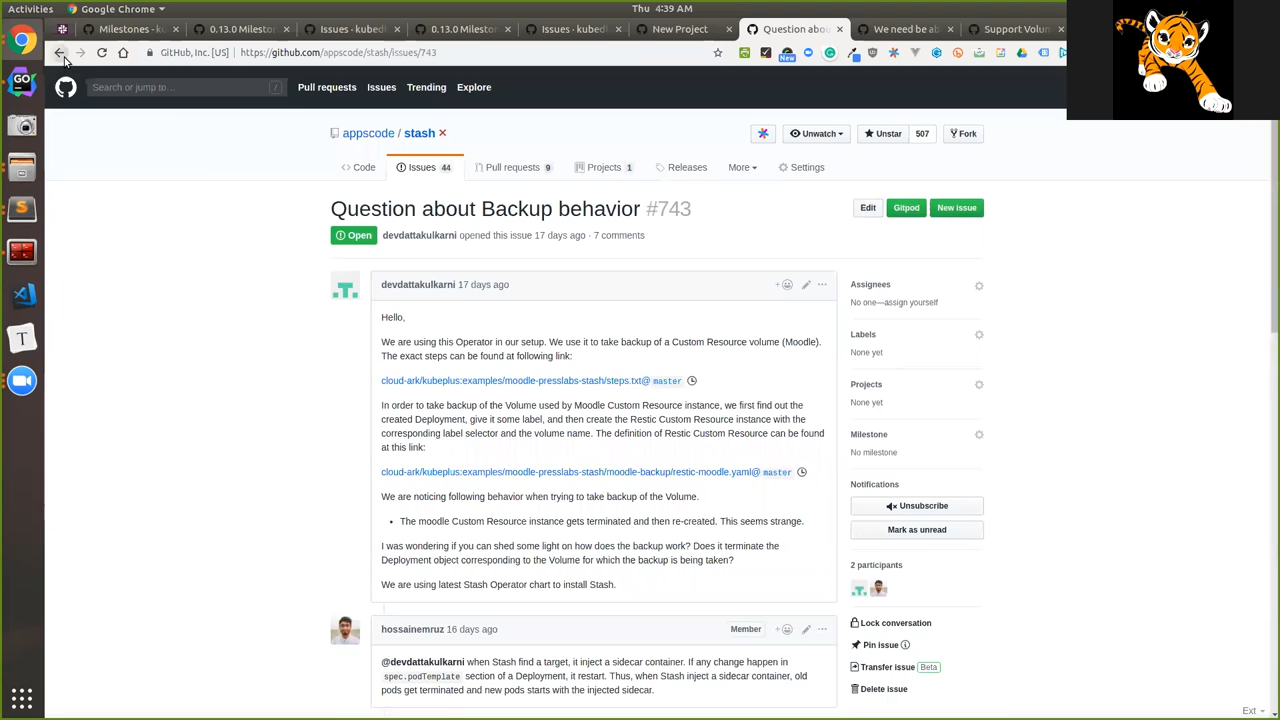 Activities Google Chrome Thu 4:39 AM
Milestones - k × 0.13.0 Milest × Issues · kubed × 0.13.0 Milest × Issues · kubed × New Project × Question abo × We need be a × Support Volun ×
GitHub, Inc. [US] https://github.com/appscode/stash/issues/743 New
Search or jump to... / Pull requests Issues Trending Explore
appscode / stash × Unwatch Unstar 507 Fork
<> Code Issues 44 Pull requests 9 Projects 1 Releases More Settings
Question about Backup behavior #743 Edit Gitpod New issue
Open devdattakulkarni opened this issue 17 days ago · 7 comments
devdattakulkarni 17 days ago
Hello,
We are using this Operator in our setup. We use it to take backup of a Custom Resource volume (Moodle).
The exact steps can be found at following link:
cloud-ark/kubeplus:examples/moodle-presslabs-stash/steps.txt@ master
In order to take backup of the Volume used by Moodle Custom Resource instance, we first find out the
created Deployment, give it some label, and then create the Restic Custom Resource instance with the
corresponding label selector and the volume name. The definition of Restic Custom Resource can be found
at this link:
cloud-ark/kubeplus:examples/moodle-presslabs-stash/moodle-backup/restic-moodle.yaml@ master
We are noticing following behavior when trying to take backup of the Volume.
• The moodle Custom Resource instance gets terminated and then re-created. This seems strange.
I was wondering if you can shed some light on how does the backup work? Does it terminate the
Deployment object corresponding to the Volume for which the backup is being taken?
We are using latest Stash Operator chart to install Stash.
hossainemruz 16 days ago Member
@devdattakulkarni when Stash find a target, it inject a sidecar container. If any change happen in
spec.podTemplate section of a Deployment, it restart. Thus, when Stash inject a sidecar container, old
pods get terminated and new pods starts with the injected sidecar.
Assignees
No one—assign yourself
Labels
None yet
Projects
None yet
Milestone
No milestone
Notifications
Unsubscribe
Mark as unread
2 participants
Lock conversation
Pin issue
Transfer issue Beta
Delete issue
Ext
GO
S
T